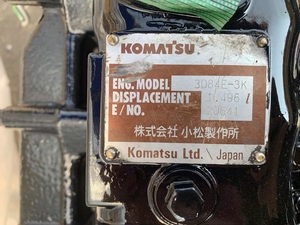 KOMATSU
ENG. MODEL 3D84E-3K
DISPLACEMENT 1.496 l
E/NO.
株式会社 小松製作所
Komatsu Ltd. \ Japan